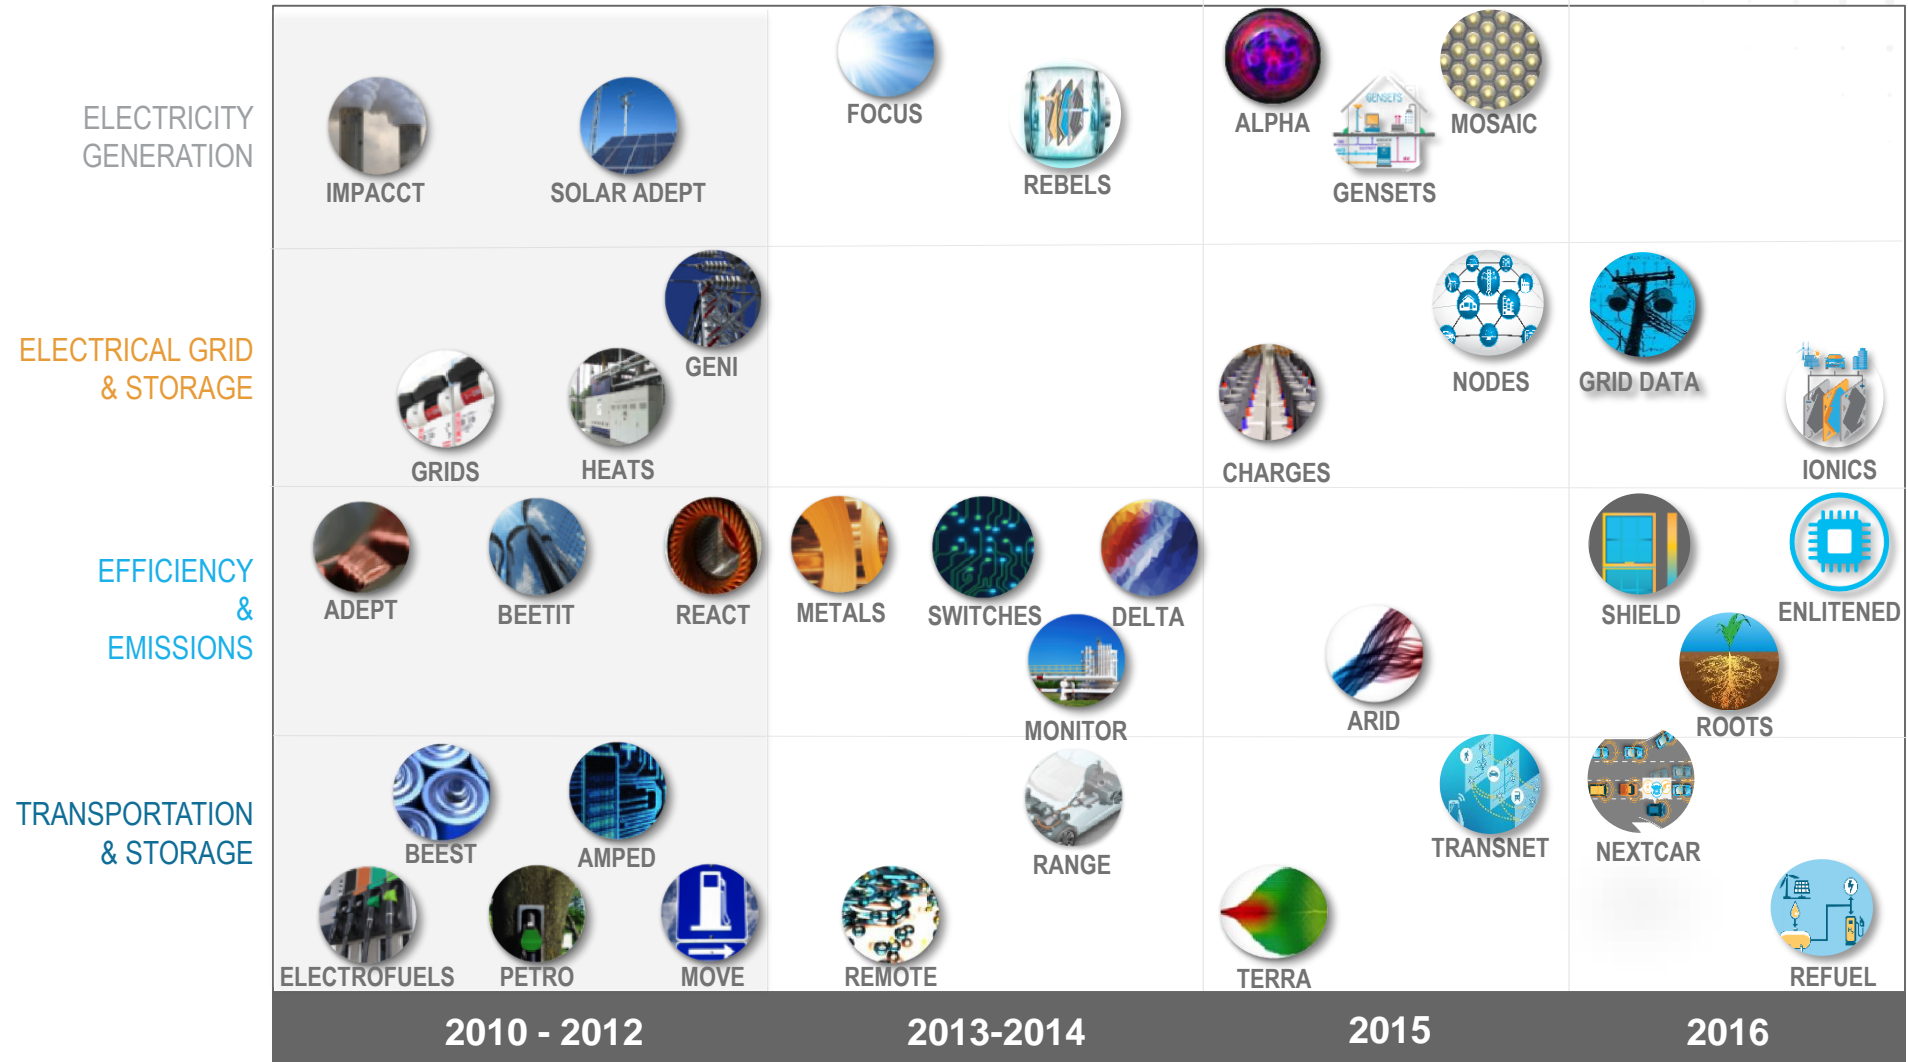 ELECTRICITY
GENERATION
IMPACCT
SOLAR ADEPT
FOCUS
REBELS
ALPHA
GENSETS
GENSETS
MOSAIC
ELECTRICAL GRID
& STORAGE
GRIDS
HEATS
GENI
CHARGES
NODES
GRID DATA
IONICS
EFFICIENCY
&
EMISSIONS
ADEPT
BEETIT
REACT
METALS
SWITCHES
DELTA
MONITOR
ARID
SHIELD
ENLITENED
ROOTS
TRANSPORTATION
& STORAGE
BEEST
AMPED
ELECTROFUELS
PETRO
MOVE
RANGE
REMOTE
TRANSNET
TERRA
NEXTCAR
REFUEL
2010 - 2012
2013-2014
2015
2016